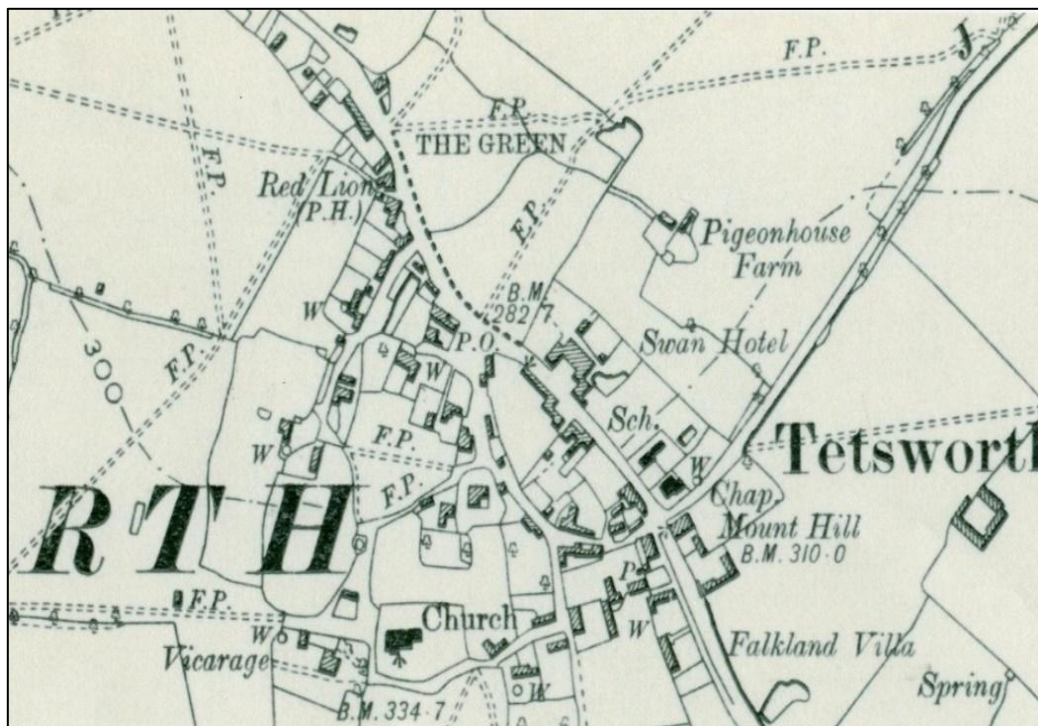 J
F.P.
F.P.
THE GREEN
F.P.
Red Lion
(P.H.)
F.P.
Pigeonhouse
Farm
B.M.
282·7
W
P.O.
Swan Hotel
300
F.P.
W
Sch.
F.P.
W
W
Tetsworth
F.P.
Chap.
RTH
Mount Hill
B.M. 310·0
P
F.P.
Church
W
W
Vicarage
Falkland Villa
W
Spring
B.M. 334·7